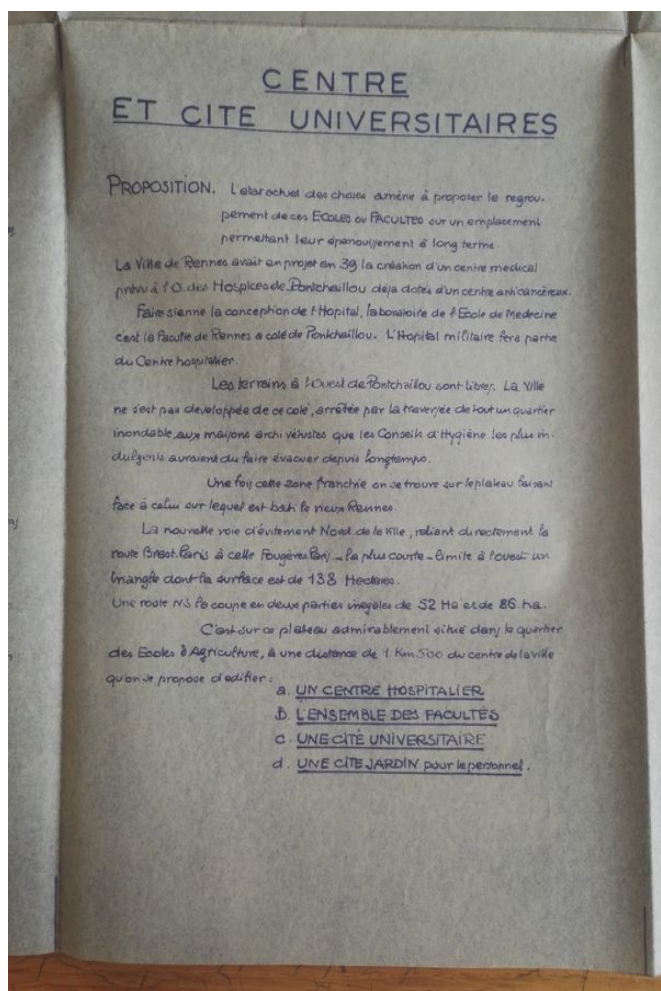 CENTRE
ET CITE UNIVERSITAIRES
PROPOSITION. L'etat actuel des choses amène à proposer le regrou-
pement de ces ECOLES ou FACULTES sur un emplacement
permettant leur épanouissement à long terme.
La Ville de Rennes avait en projet en 39 la création d'un centre medical
prévu à l'O. des Hospices de Pontchaillou déja dotés d'un centre anticancéreux.
Faire sienne la conception de l'Hopital, laboratoire de l'Ecole de Medecine
c'est la Faculté de Rennes a coté de Pontchaillou. L'Hopital militaire fera partie
du Centre hospitalier.
Les terrains à l'Ouest de Pontchaillou sont libres. La Ville
ne s'est pas developpée de ce coté, arrêtée par la traversée de tout un quartier
inondable, aux maisons archi vétustes que les Conseils d'Hygiène les plus in-
dulgents auraient du faire évacuer depuis longtemps.
Une fois cette zone franchie on se trouve sur le plateau faisant
face à celui sur lequel est bati le vieux Rennes.
La nouvelle voie d'évitement Nord de la Ville, reliant directement la
route Brest.Paris à celle Fougères Paris - la plus courte - limite à l'ouest un
triangle dont la surface est de 138 Hectares.
Une route NS la coupe en deux parties inégales de 52 Ha et de 86. ha.
C'est sur ce plateau admirablement situé dans le quartier
des Ecoles d'Agriculture, à une distance de 1 Km 500 du centre de la ville
qu'on se propose d'edifier :
a. UN CENTRE HOSPITALIER
b. L'ENSEMBLE DES FACULTÉS
c. UNE CITÉ UNIVERSITAIRE
d. UNE CITE JARDIN pour le personnel.